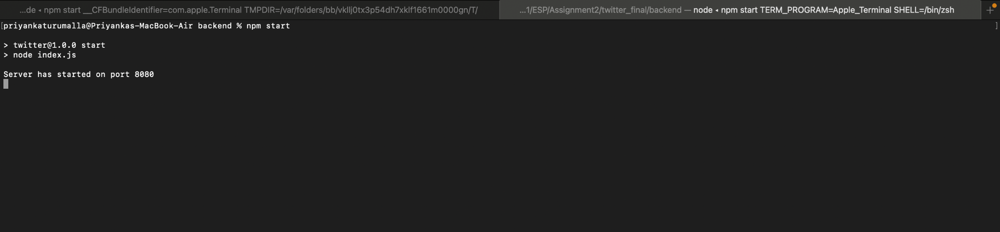 ...de ◂ npm start __CFBundleIdentifier=com.apple.Terminal TMPDIR=/var/folders/bb/vkllj0tx3p54dh7xklf1661m0000gn/T/
...1/ESP/Assignment2/twitter_final/backend — node ◂ npm start TERM_PROGRAM=Apple_Terminal SHELL=/bin/zsh
[priyankaturumalla@Priyankas-MacBook-Air backend % npm start ]
> twitter@1.0.0 start
> node index.js
Server has started on port 8080